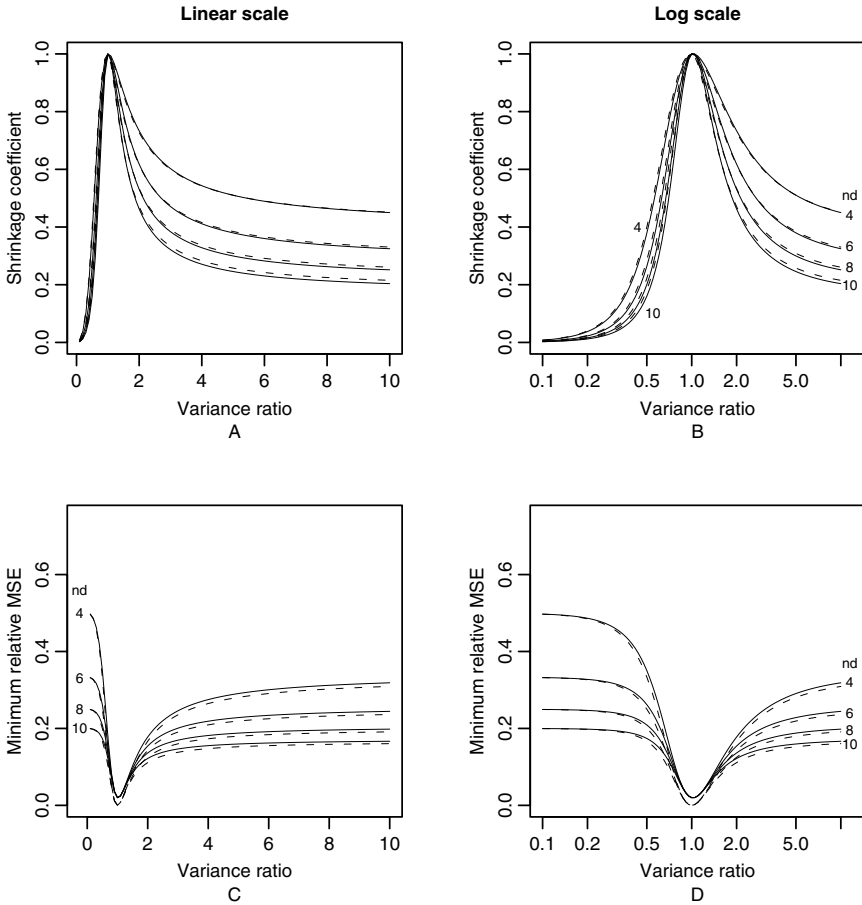 Linear scale
Log scale
Shrinkage coefficient
0.0 0.2 0.4 0.6 0.8 1.0
0 2 4 6 8 10
Variance ratio
A
Shrinkage coefficient
0.0 0.2 0.4 0.6 0.8 1.0
4
10
nd
4
6
8
10
0.1 0.2 0.5 1.0 2.0 5.0
Variance ratio
B
Minimum relative MSE
0.0 0.2 0.4 0.6
nd
4
6
8
10
0 2 4 6 8 10
Variance ratio
C
Minimum relative MSE
0.0 0.2 0.4 0.6
nd
4
6
8
10
0.1 0.2 0.5 1.0 2.0 5.0
Variance ratio
D